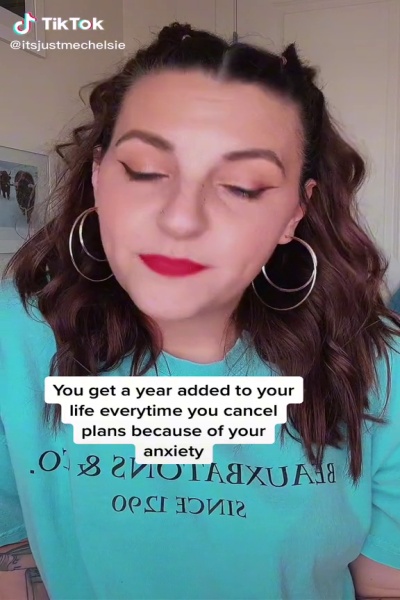 TikTok
@itsjustmechelsie
You get a year added to your
life everytime you cancel
plans because of your
anxiety
BEAUXBATONS & CO.
SINCE 1290